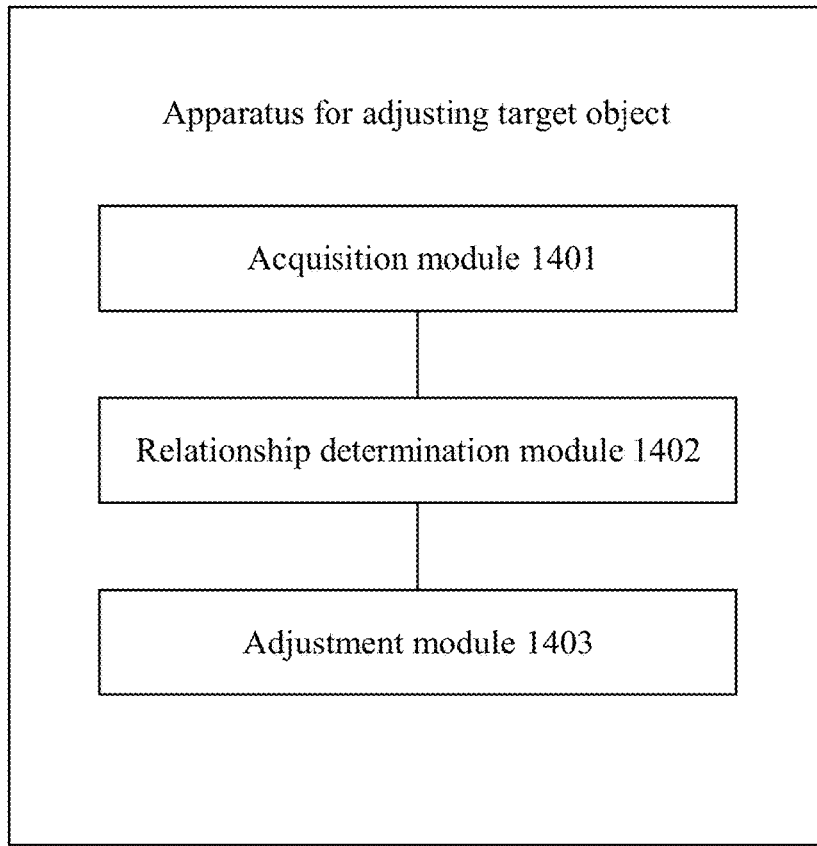 Apparatus for adjusting target object
Acquisition module 1401
Relationship determination module 1402
Adjustment module 1403